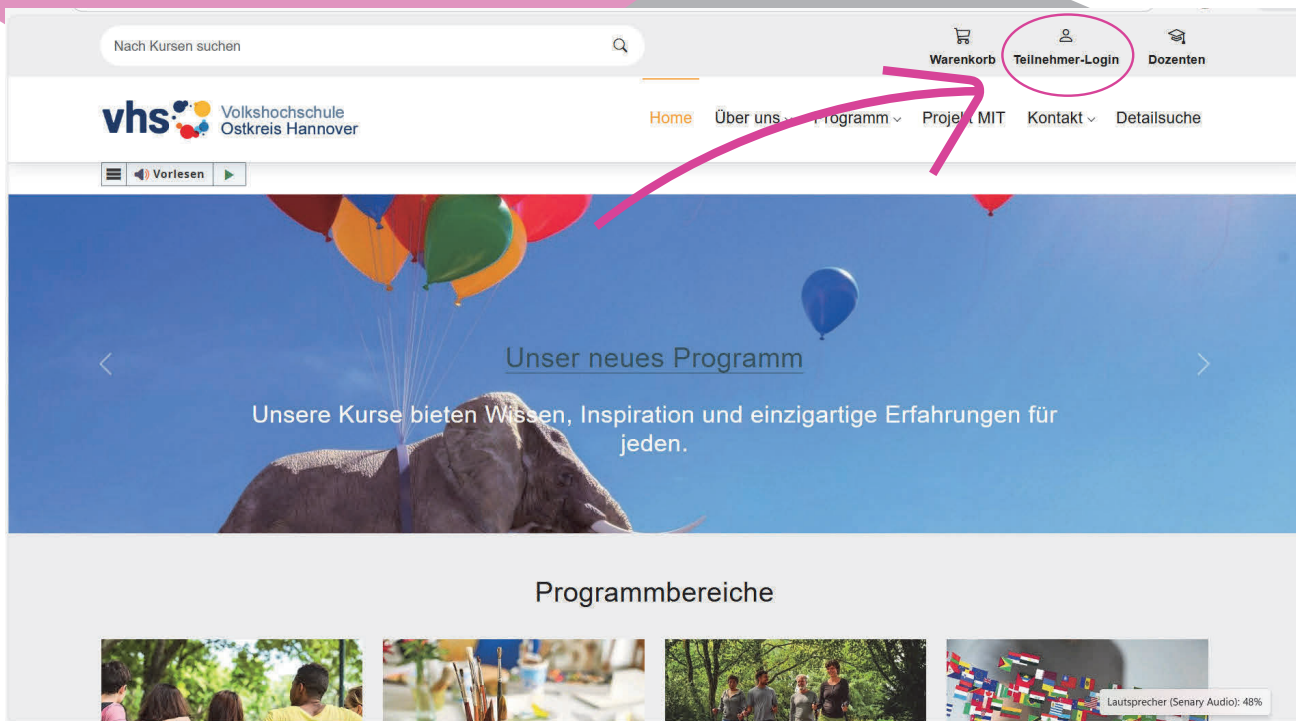 Nach Kursen suchen
Warenkorb Teilnehmer-Login Dozenten
vhs Volkshochschule
Ostkreis Hannover
Home Über uns Programm Projekt MIT Kontakt Detailsuche
Vorlesen
Unser neues Programm
Unsere Kurse bieten Wissen, Inspiration und einzigartige Erfahrungen für
jeden.
Programmbereiche
Lautsprecher (Senary Audio): 48%